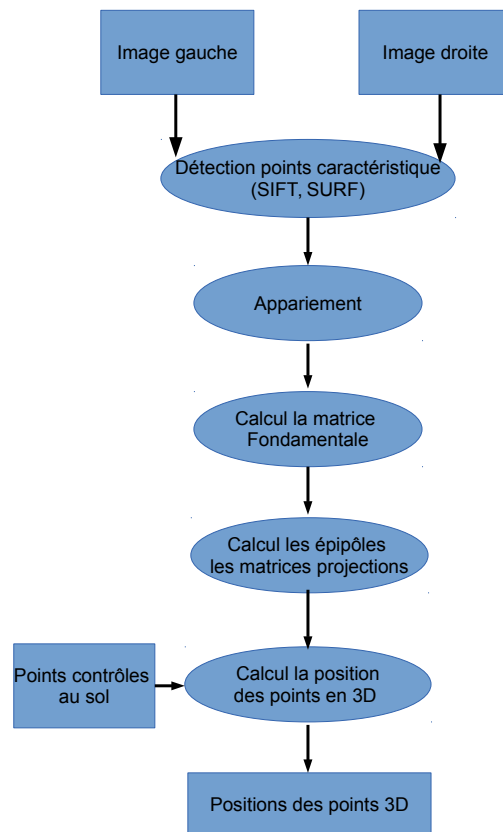 Image gauche
Image droite
Détection points caractéristique
(SIFT, SURF)
Appariement
Calcul la matrice
Fondamentale
Calcul les épipôles
les matrices projections
Points contrôles
au sol
Calcul la position
des points en 3D
Positions des points 3D